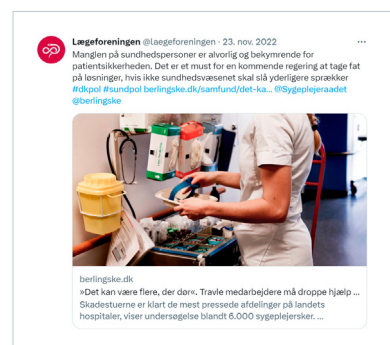 Lægeforeningen @laegeforeningen · 23. nov. 2022 ...
Manglen på sundhedspersoner er alvorlig og bekymrende for
patientsikkerheden. Det er et must for en kommende regering at tage fat
på løsninger, hvis ikke sundhedsvæsenet skal slå yderligere sprækker
#dkpol #sundpol berlingske.dk/samfund/det-ka... @Sygeplejeraadet
@berlingske
berlingske.dk
»Det kan være flere, der dør«. Travle medarbejdere må droppe hjælp ...
Skadestuerne er klart de mest pressede afdelinger på landets
hospitaler, viser undersøgelse blandt 6.000 sygeplejersker. ...